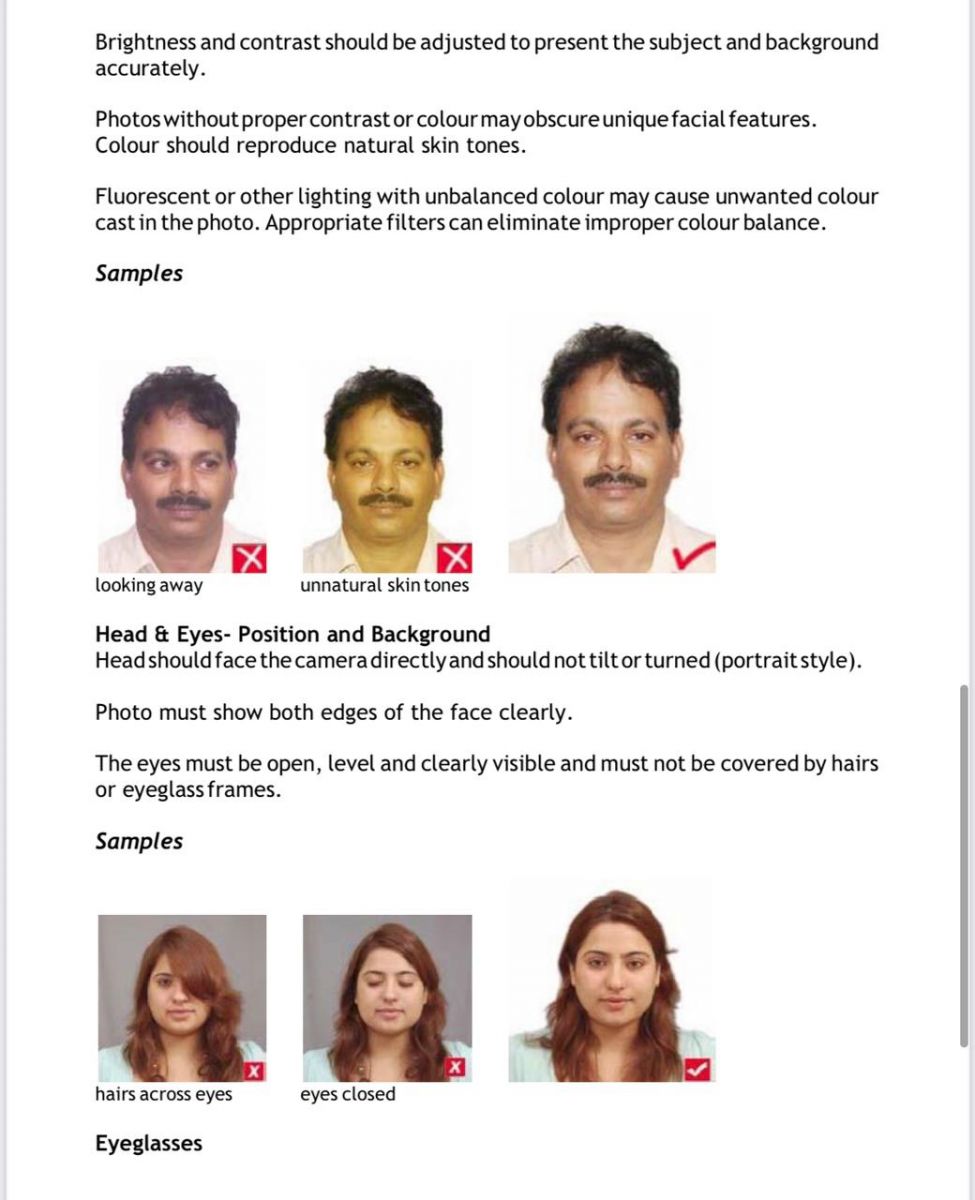 Brightness and contrast should be adjusted to present the subject and background
accurately.
Photos without proper contrast or colour may obscure unique facial features.
Colour should reproduce natural skin tones.
Fluorescent or other lighting with unbalanced colour may cause unwanted colour
cast in the photo. Appropriate filters can eliminate improper colour balance.
Samples
looking away
unnatural skin tones
Head & Eyes- Position and Background
Head should face the camera directly and should not tilt or turned (portrait style).
Photo must show both edges of the face clearly.
The eyes must be open, level and clearly visible and must not be covered by hairs
or eyeglass frames.
Samples
hairs across eyes
eyes closed
Eyeglasses